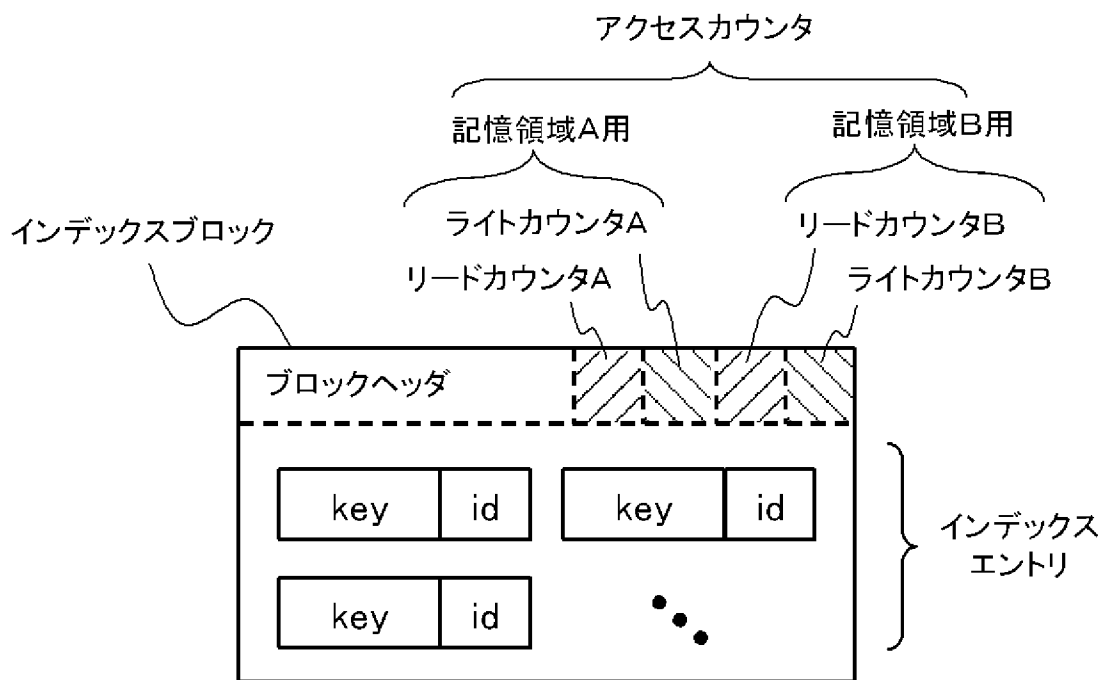 アクセスカウンタ
記憶領域A用
記憶領域B用
ライトカウンタA
リードカウンタB
インデックスブロック
リードカウンタA
ライトカウンタB
ブロックヘッダ
key id key id
インデックス
エントリ
key id